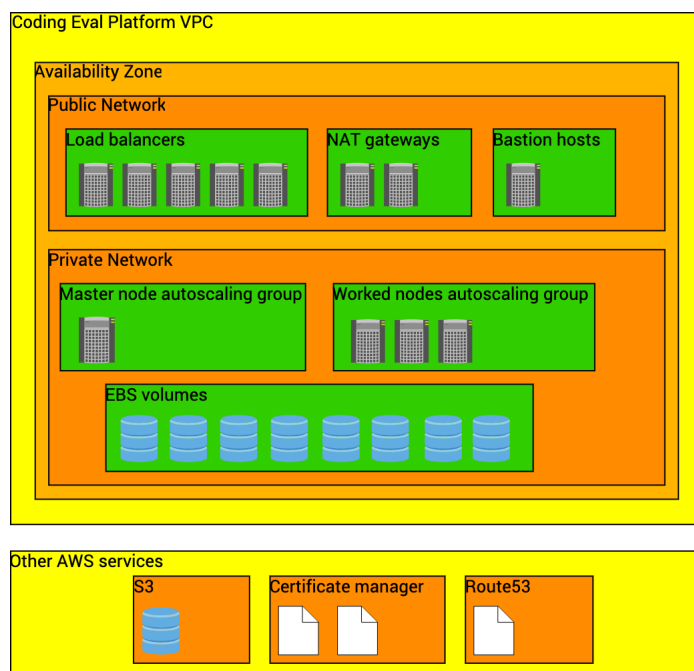 Coding Eval Platform VPC
Availability Zone
Public Network
Load balancers
NAT gateways
Bastion hosts
Private Network
Master node autoscaling group
Worked nodes autoscaling group
EBS volumes
Other AWS services
S3
Certificate manager
Route53